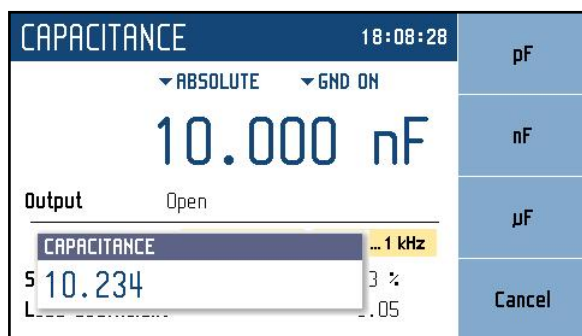 CAPACITANCE 18:08:28
ABSOLUTE GND ON
10.000 nF
Output Open
... 1 kHz
CAPACITANCE
10.234
%
.05
pF
nF
µF
Cancel